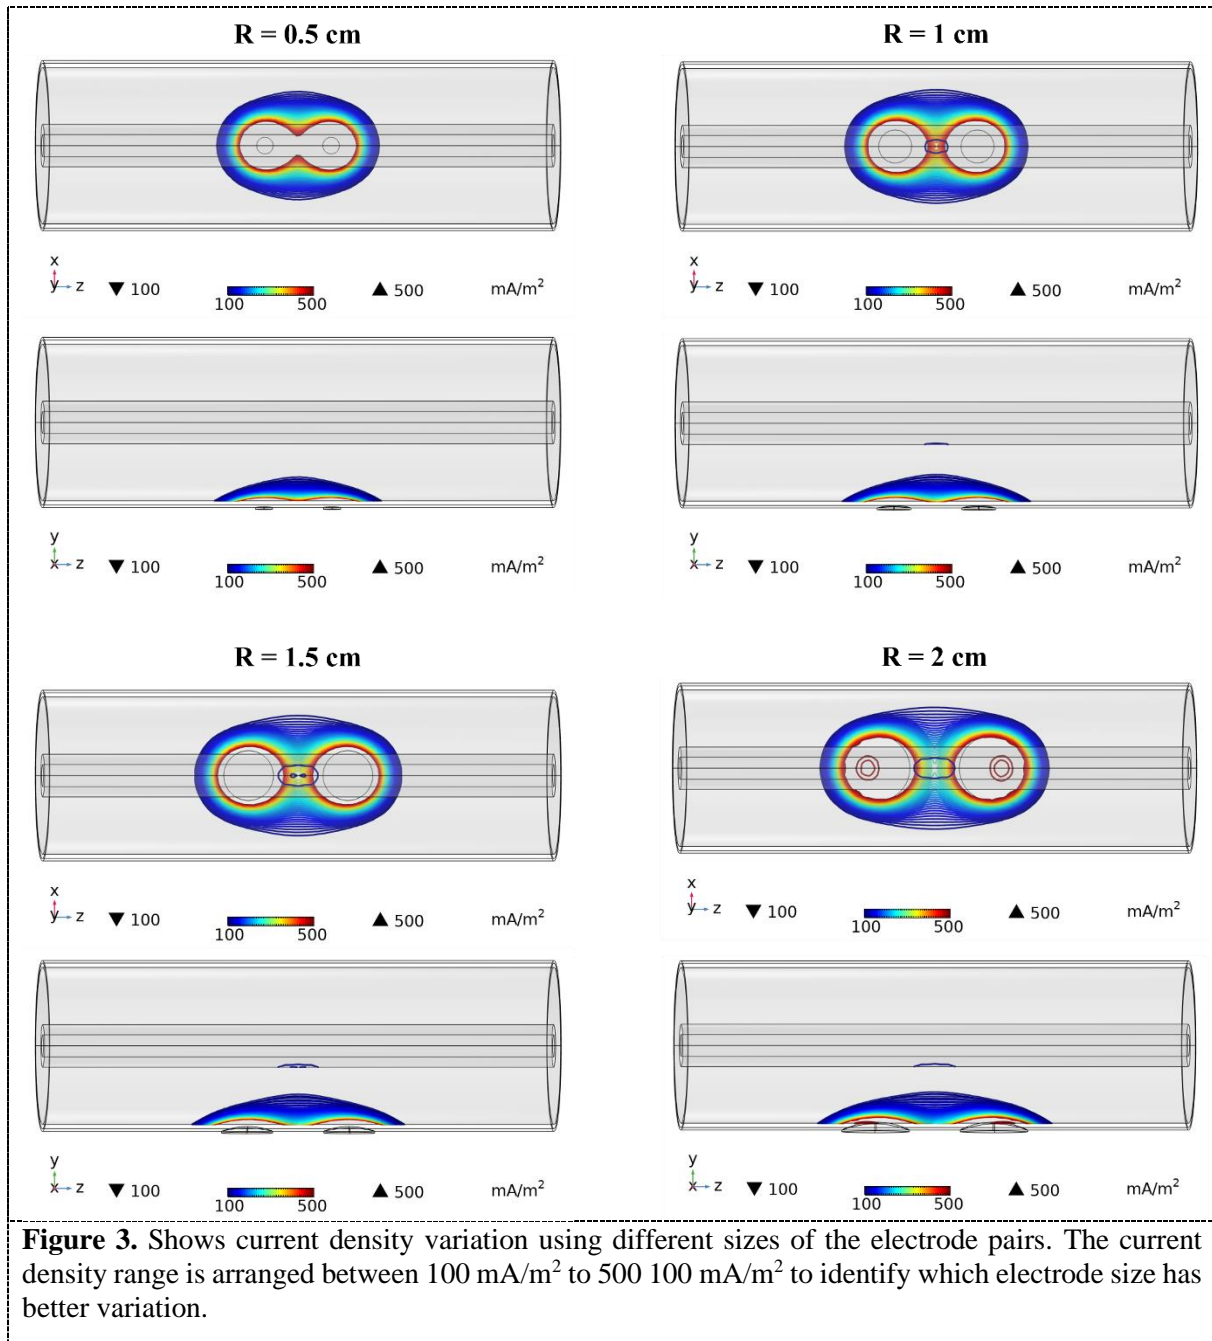 R = 0.5 cm
R = 1 cm
x
y z ▼ 100 100 500 ▲ 500 mA/m²
x
y z ▼ 100 100 500 ▲ 500 mA/m²
y
x z ▼ 100 100 500 ▲ 500 mA/m²
y
x z ▼ 100 100 500 ▲ 500 mA/m²
R = 1.5 cm
R = 2 cm
x
y z ▼ 100 100 500 ▲ 500 mA/m²
x
y z ▼ 100 100 500 ▲ 500 mA/m²
y
x z ▼ 100 100 500 ▲ 500 mA/m²
y
x z ▼ 100 100 500 ▲ 500 mA/m²
Figure 3. Shows current density variation using different sizes of the electrode pairs. The current
density range is arranged between 100 mA/m² to 500 100 mA/m² to identify which electrode size has
better variation.